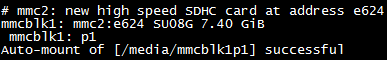 # mmc2: new high speed SDHC card at address e624
mmcblk1: mmc2:e624 SU08G 7.40 GiB
 mmcblk1: p1
Auto-mount of [/media/mmcblk1p1] successful